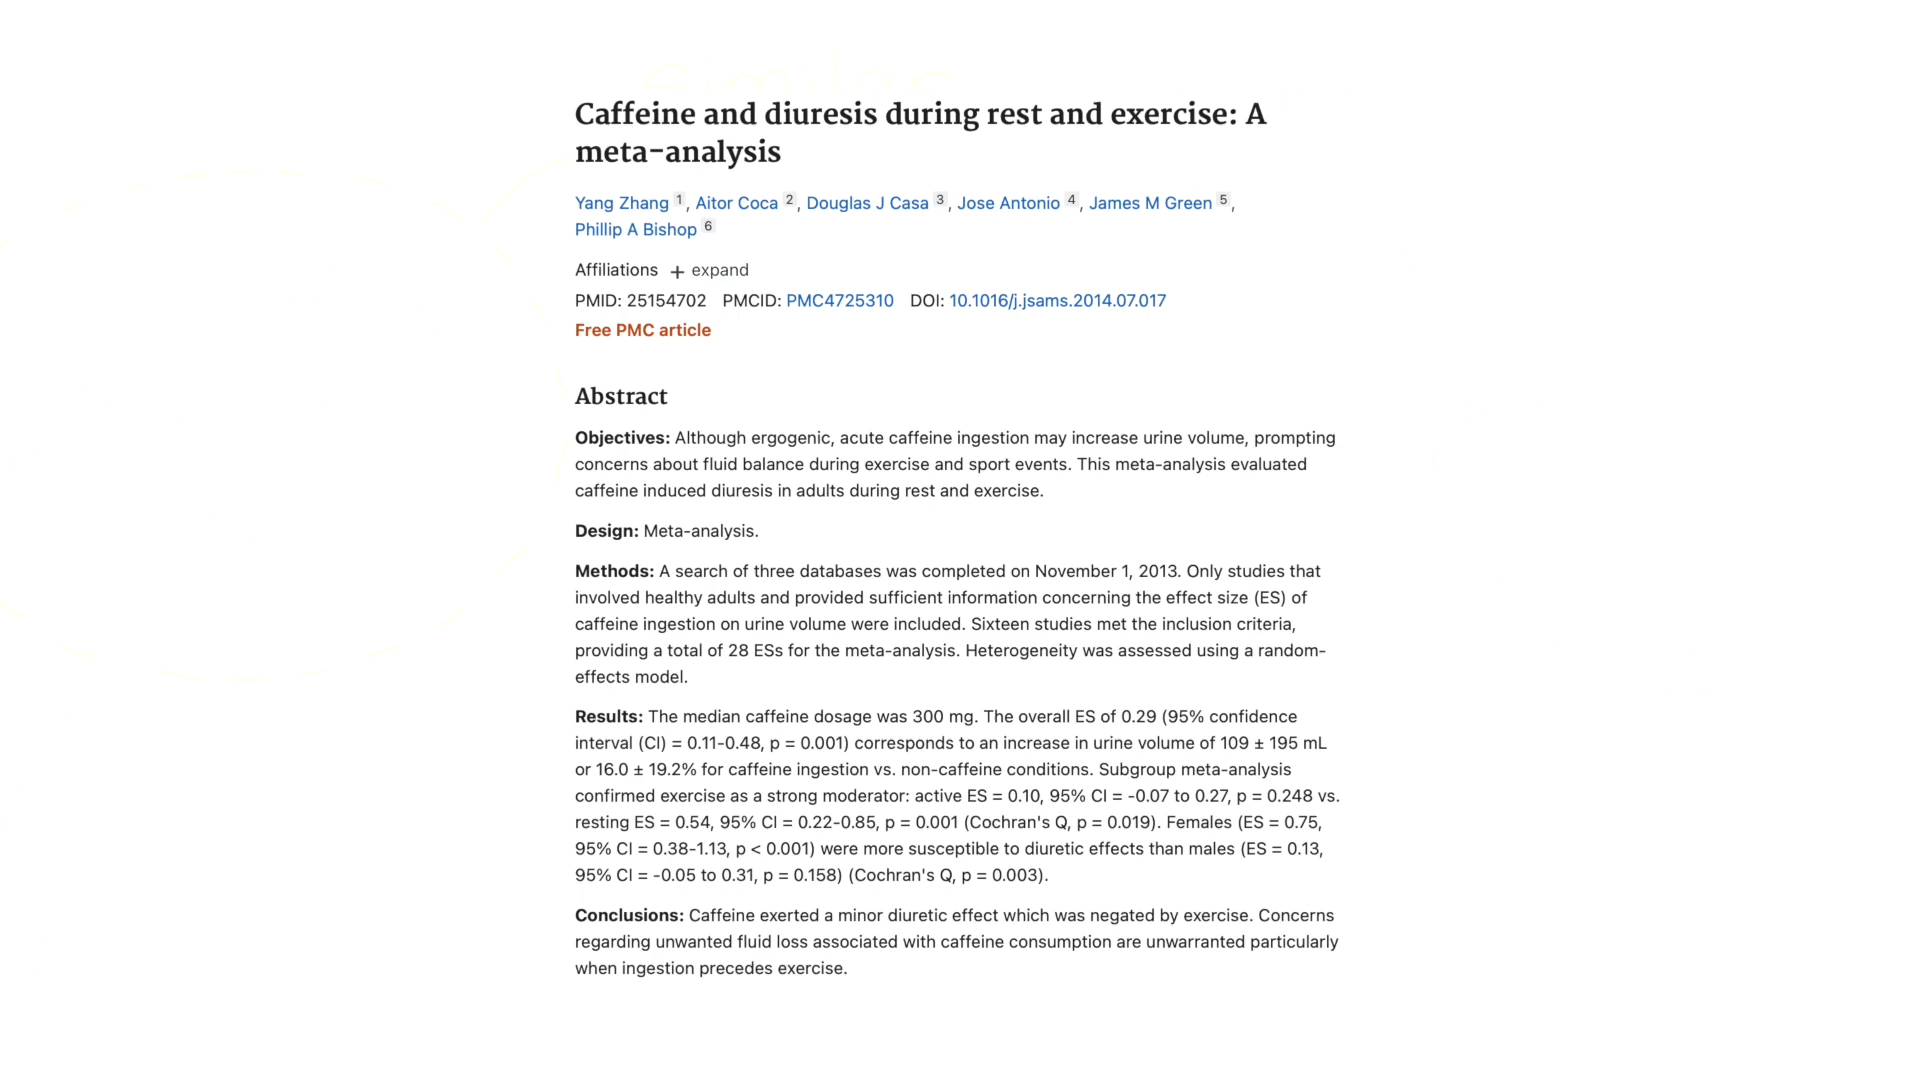 Caffeine and diuresis during rest and exercise: A
meta-analysis
Yang Zhang 1, Aitor Coca 2, Douglas J Casa 3, Jose Antonio 4, James M Green 5,
Phillip A Bishop 6
Affiliations + expand
PMID: 25154702 PMCID: PMC4725310 DOI: 10.1016/j.jsams.2014.07.017
Free PMC article
Abstract
Objectives: Although ergogenic, acute caffeine ingestion may increase urine volume, prompting
concerns about fluid balance during exercise and sport events. This meta-analysis evaluated
caffeine induced diuresis in adults during rest and exercise.
Design: Meta-analysis.
Methods: A search of three databases was completed on November 1, 2013. Only studies that
involved healthy adults and provided sufficient information concerning the effect size (ES) of
caffeine ingestion on urine volume were included. Sixteen studies met the inclusion criteria,
providing a total of 28 ESs for the meta-analysis. Heterogeneity was assessed using a random-
effects model.
Results: The median caffeine dosage was 300 mg. The overall ES of 0.29 (95% confidence
interval (CI) = 0.11-0.48, p = 0.001) corresponds to an increase in urine volume of 109 ± 195 mL
or 16.0 ± 19.2% for caffeine ingestion vs. non-caffeine conditions. Subgroup meta-analysis
confirmed exercise as a strong moderator: active ES = 0.10, 95% CI = -0.07 to 0.27, p = 0.248 vs.
resting ES = 0.54, 95% CI = 0.22-0.85, p = 0.001 (Cochran's Q, p = 0.019). Females (ES = 0.75,
95% CI = 0.38-1.13, p < 0.001) were more susceptible to diuretic effects than males (ES = 0.13,
95% CI = -0.05 to 0.31, p = 0.158) (Cochran's Q, p = 0.003).
Conclusions: Caffeine exerted a minor diuretic effect which was negated by exercise. Concerns
regarding unwanted fluid loss associated with caffeine consumption are unwarranted particularly
when ingestion precedes exercise.